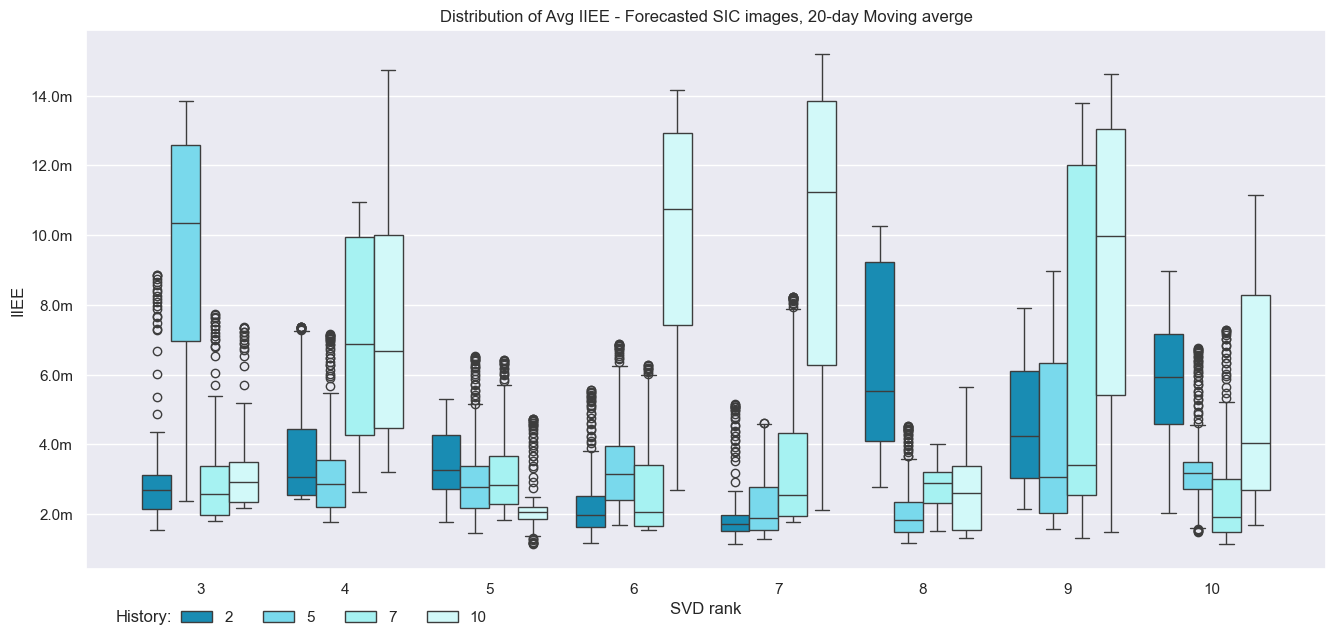 Distribution of Avg IIEE - Forecasted SIC images, 20-day Moving averge
IIEE
14.0m
12.0m
10.0m
8.0m
6.0m
4.0m
2.0m
3 4 5 6 7 8 9 10
SVD rank
History: 2 5 7 10